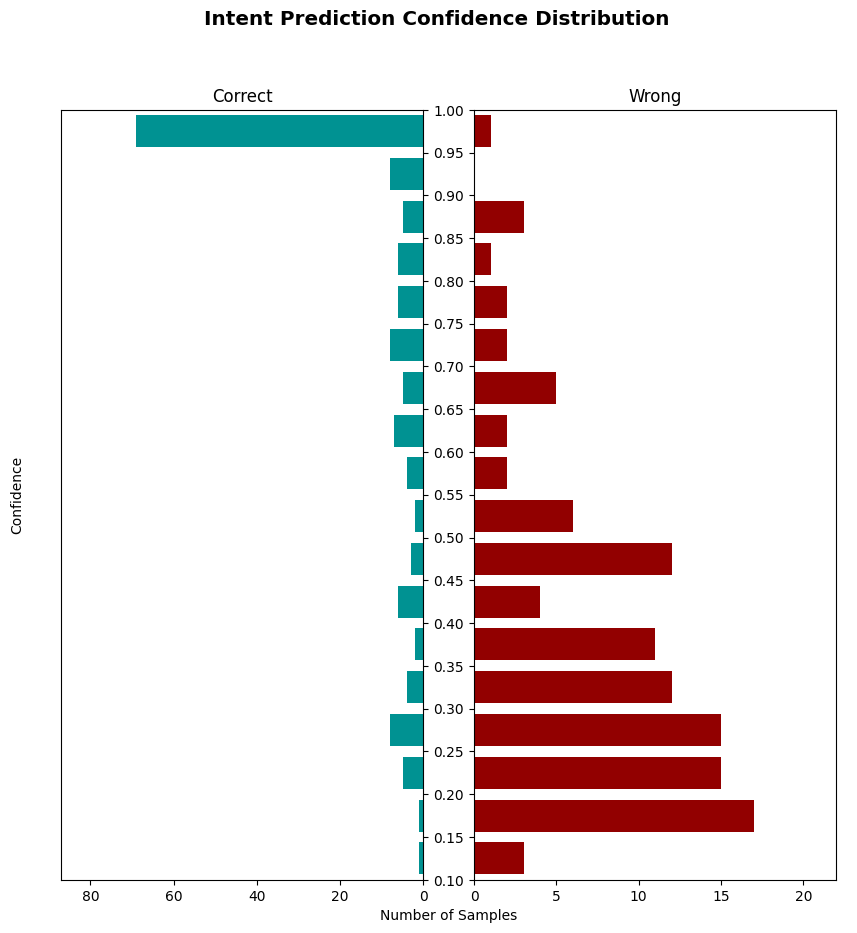 Intent Prediction Confidence Distribution
Correct
Wrong
Confidence
1.00
0.95
0.90
0.85
0.80
0.75
0.70
0.65
0.60
0.55
0.50
0.45
0.40
0.35
0.30
0.25
0.20
0.15
0.10
80 60 40 20 0
0 5 10 15 20
Number of Samples